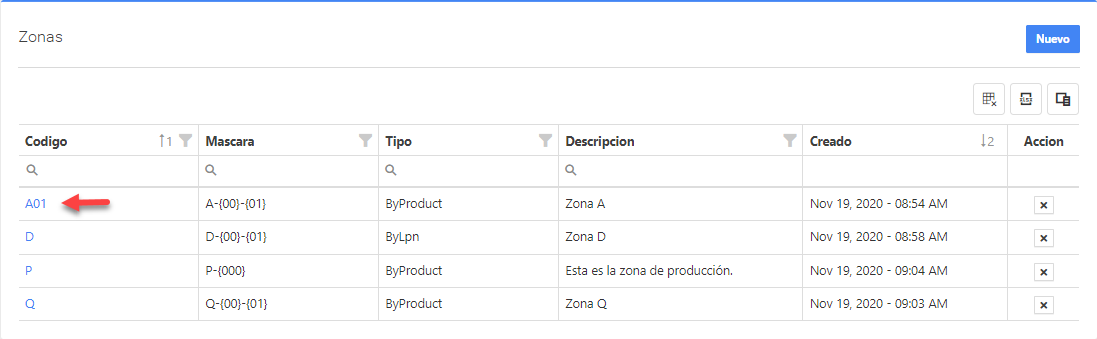 Zonas
Nuevo
XLSX
Codigo 1 Mascara Tipo Descripcion Creado 2 Accion
A01 A-{00}-{01} ByProduct Zona A Nov 19, 2020 - 08:54 AM
D D-{00}-{01} ByLpn Zona D Nov 19, 2020 - 08:58 AM
P P-{000} ByProduct Esta es la zona de producción. Nov 19, 2020 - 09:04 AM
Q Q-{00}-{01} ByProduct Zona Q Nov 19, 2020 - 09:03 AM